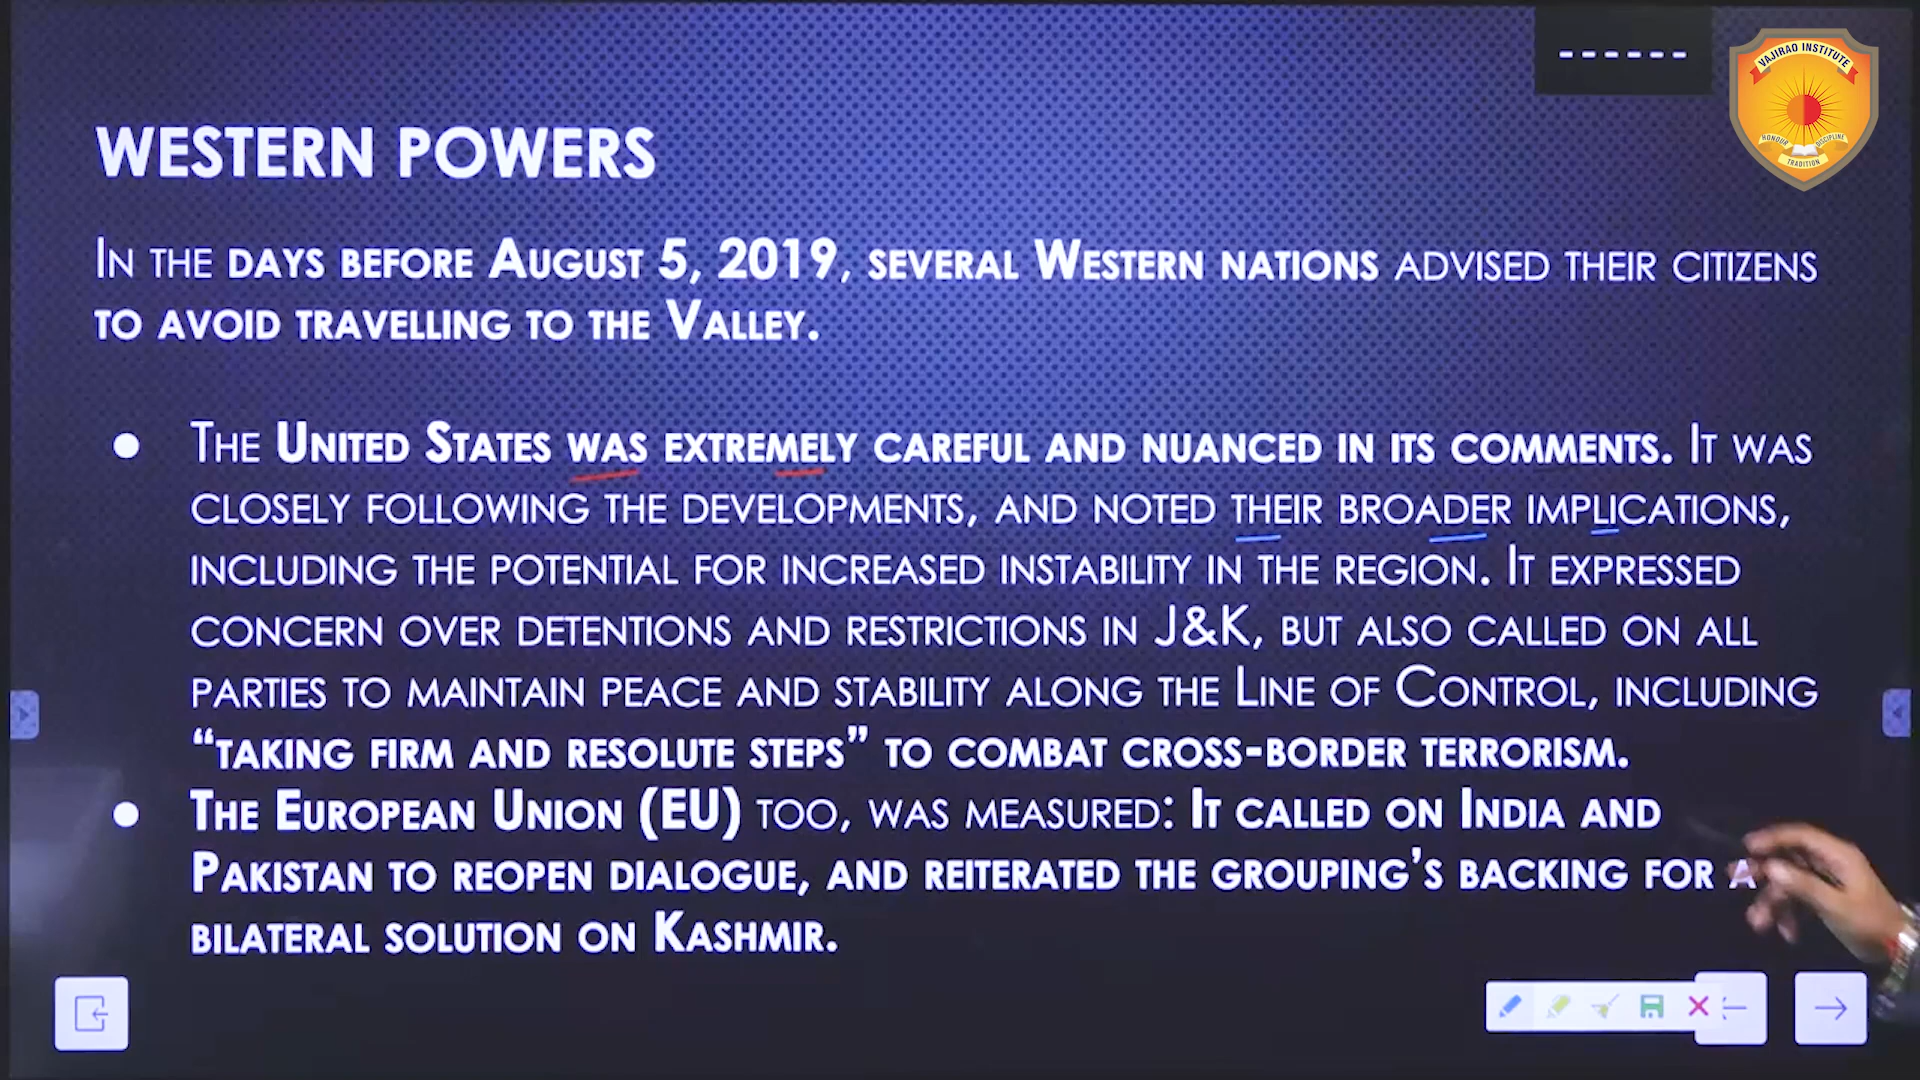 VAJIRAO INSTITUTE
HONOUR DISCIPLINE
TRADITION
WESTERN POWERS
In the days before August 5, 2019, several Western nations advised their citizens
to avoid travelling to the Valley.
● The United States was extremely careful and nuanced in its comments. It was
closely following the developments, and noted their broader implications,
including the potential for increased instability in the region. It expressed
concern over detentions and restrictions in J&K, but also called on all
parties to maintain peace and stability along the Line of Control, including
“taking firm and resolute steps” to combat cross-border terrorism.
● The European Union (EU) too, was measured: It called on India and
Pakistan to reopen dialogue, and reiterated the grouping’s backing for a
bilateral solution on Kashmir.